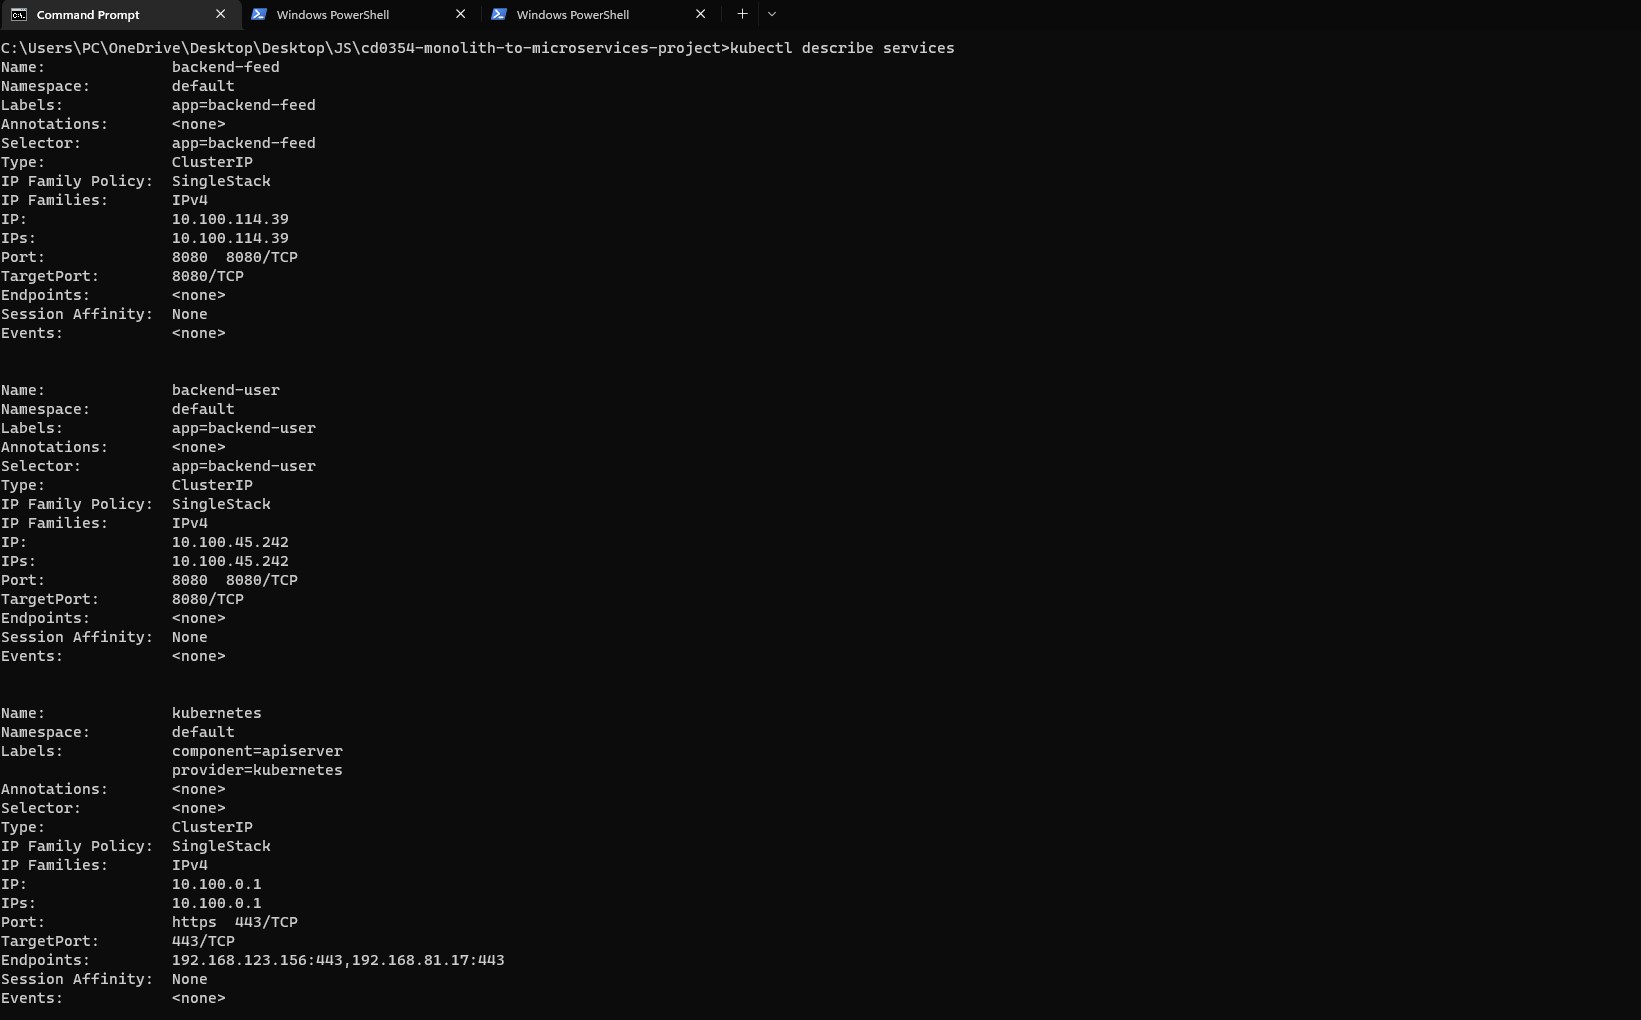 Command Prompt
Windows PowerShell
Windows PowerShell
C:\Users\PC\OneDrive\Desktop\Desktop\JS\cd0354-monolith-to-microservices-project>kubectl describe services
Name: backend-feed
Namespace: default
Labels: app=backend-feed
Annotations: <none>
Selector: app=backend-feed
Type: ClusterIP
IP Family Policy: SingleStack
IP Families: IPv4
IP: 10.100.114.39
IPs: 10.100.114.39
Port: 8080 8080/TCP
TargetPort: 8080/TCP
Endpoints: <none>
Session Affinity: None
Events: <none>
Name: backend-user
Namespace: default
Labels: app=backend-user
Annotations: <none>
Selector: app=backend-user
Type: ClusterIP
IP Family Policy: SingleStack
IP Families: IPv4
IP: 10.100.45.242
IPs: 10.100.45.242
Port: 8080 8080/TCP
TargetPort: 8080/TCP
Endpoints: <none>
Session Affinity: None
Events: <none>
Name: kubernetes
Namespace: default
Labels: component=apiserver
provider=kubernetes
Annotations: <none>
Selector: <none>
Type: ClusterIP
IP Family Policy: SingleStack
IP Families: IPv4
IP: 10.100.0.1
IPs: 10.100.0.1
Port: https 443/TCP
TargetPort: 443/TCP
Endpoints: 192.168.123.156:443,192.168.81.17:443
Session Affinity: None
Events: <none>